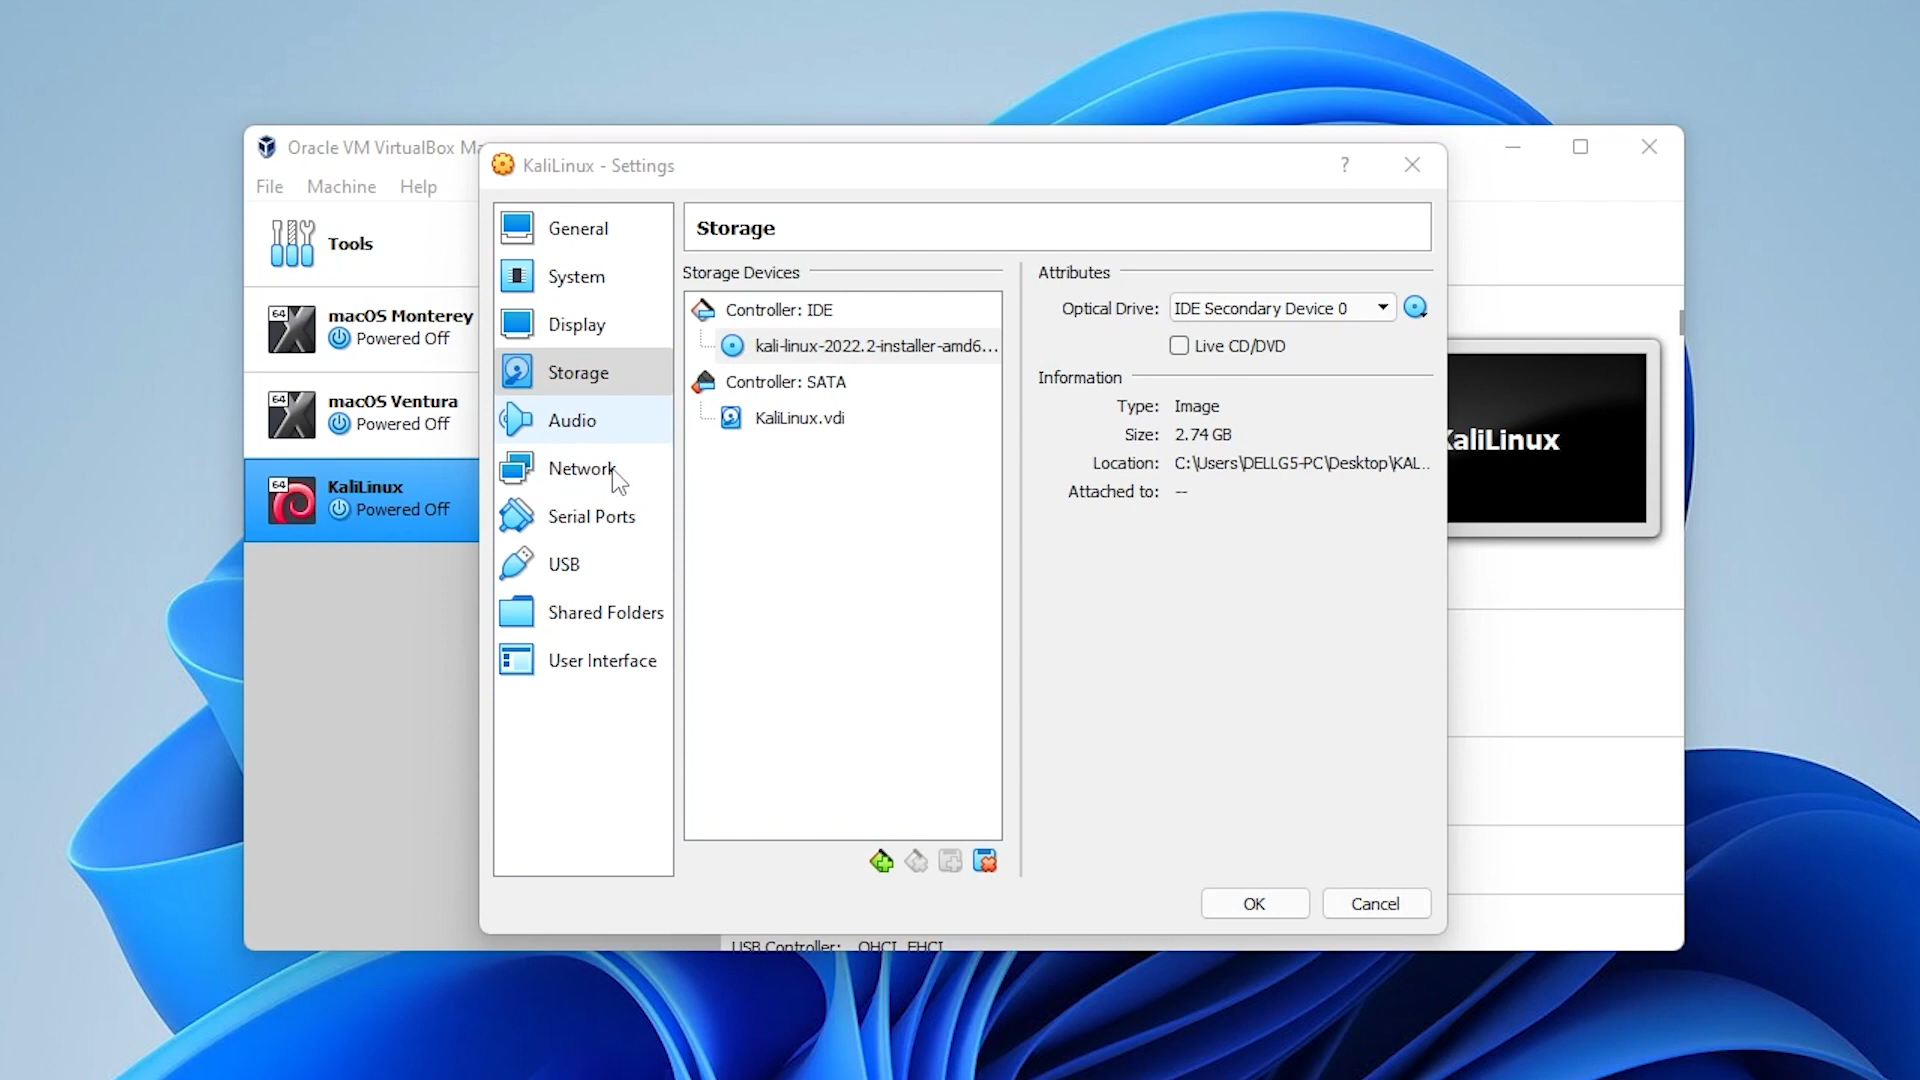 Oracle VM VirtualBox Ma
File Machine Help
Tools
64
macOS Monterey
Powered Off
64
macOS Ventura
Powered Off
64
KaliLinux
Powered Off
KaliLinux - Settings
?
General
System
Display
Storage
Audio
Network
Serial Ports
USB
Shared Folders
User Interface
Storage
Storage Devices
Controller: IDE
kali-linux-2022.2-installer-amd6...
Controller: SATA
KaliLinux.vdi
Attributes
Optical Drive: IDE Secondary Device 0
Live CD/DVD
Information
Type: Image
Size: 2.74 GB
Location: C:\Users\DELLG5-PC\Desktop\KAL...
Attached to: --
OK Cancel
KaliLinux
USB Controller: OHCI, EHCI